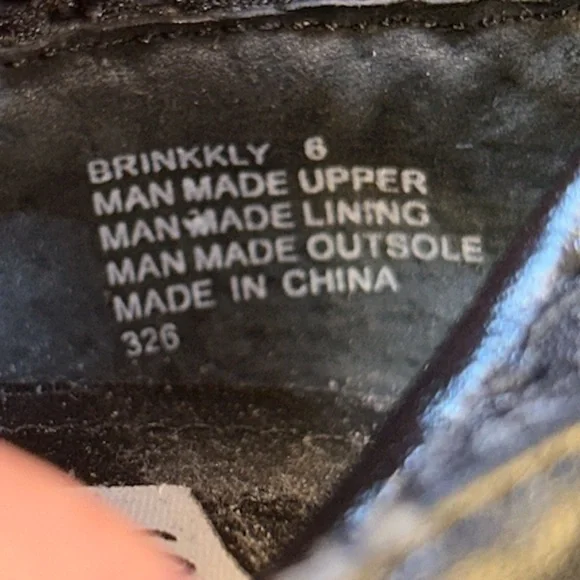 BRINKKLY 6
MAN MADE UPPER
MAN MADE LINING
MAN MADE OUTSOLE
MADE IN CHINA
326